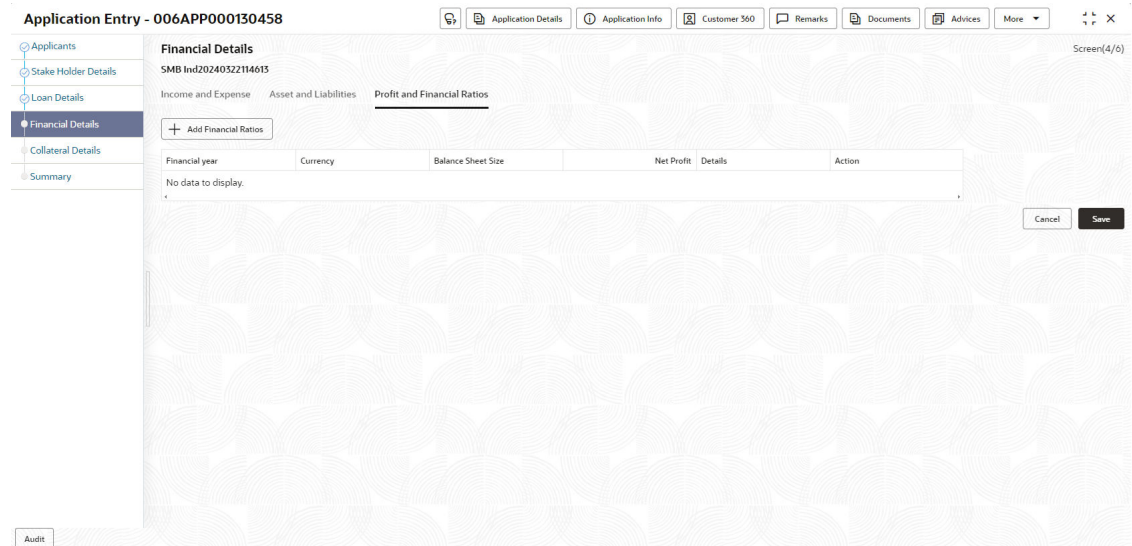 Application Entry - 006APP000130458
Application Details
Application Info
Customer 360
Remarks
Documents
Advices
More
Applicants
Stake Holder Details
Loan Details
Financial Details
Collateral Details
Summary
Financial Details
Screen(4/6)
SMB Ind20240322114613
Income and Expense Asset and Liabilities Profit and Financial Ratios
+ Add Financial Ratios
Financial year Currency Balance Sheet Size Net Profit Details Action
No data to display.
Cancel Save
Audit